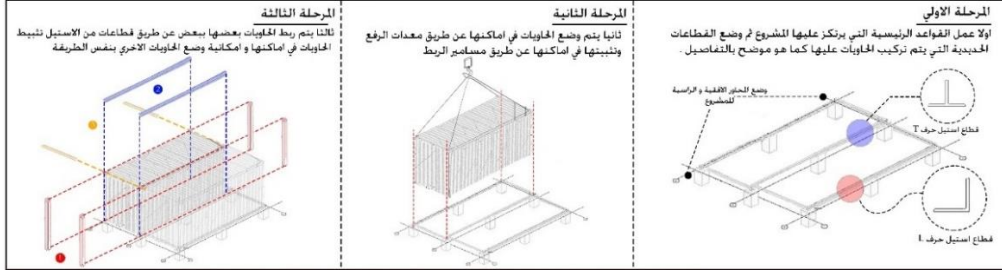 المرحلة الاولي
اولا عمل القواعد الرئيسية التي يرتكز عليها المشروع ثم وضع القطاعات
الحديدية التي يتم تركيب الحاويات عليها كما هو موضح بالتفاصيل .
وضع المحاور الافقية و الراسية
للمشروع
قطاع استيل حرف T
قطاع استيل حرف L
المرحلة الثانية
ثانيا يتم وضع الحاويات في اماكنها عن طريق معدات الرفع
وتثبيتها في اماكنها عن طريق مسامير الربط
المرحلة الثالثة
ثالثا يتم ربط الحاويات بعضها ببعض عن طريق قطاعات من الاستيل تثبيط
الحاويات في اماكنها و امكانية وضع الحاويات الاخري بنفس الطريقة
2
1